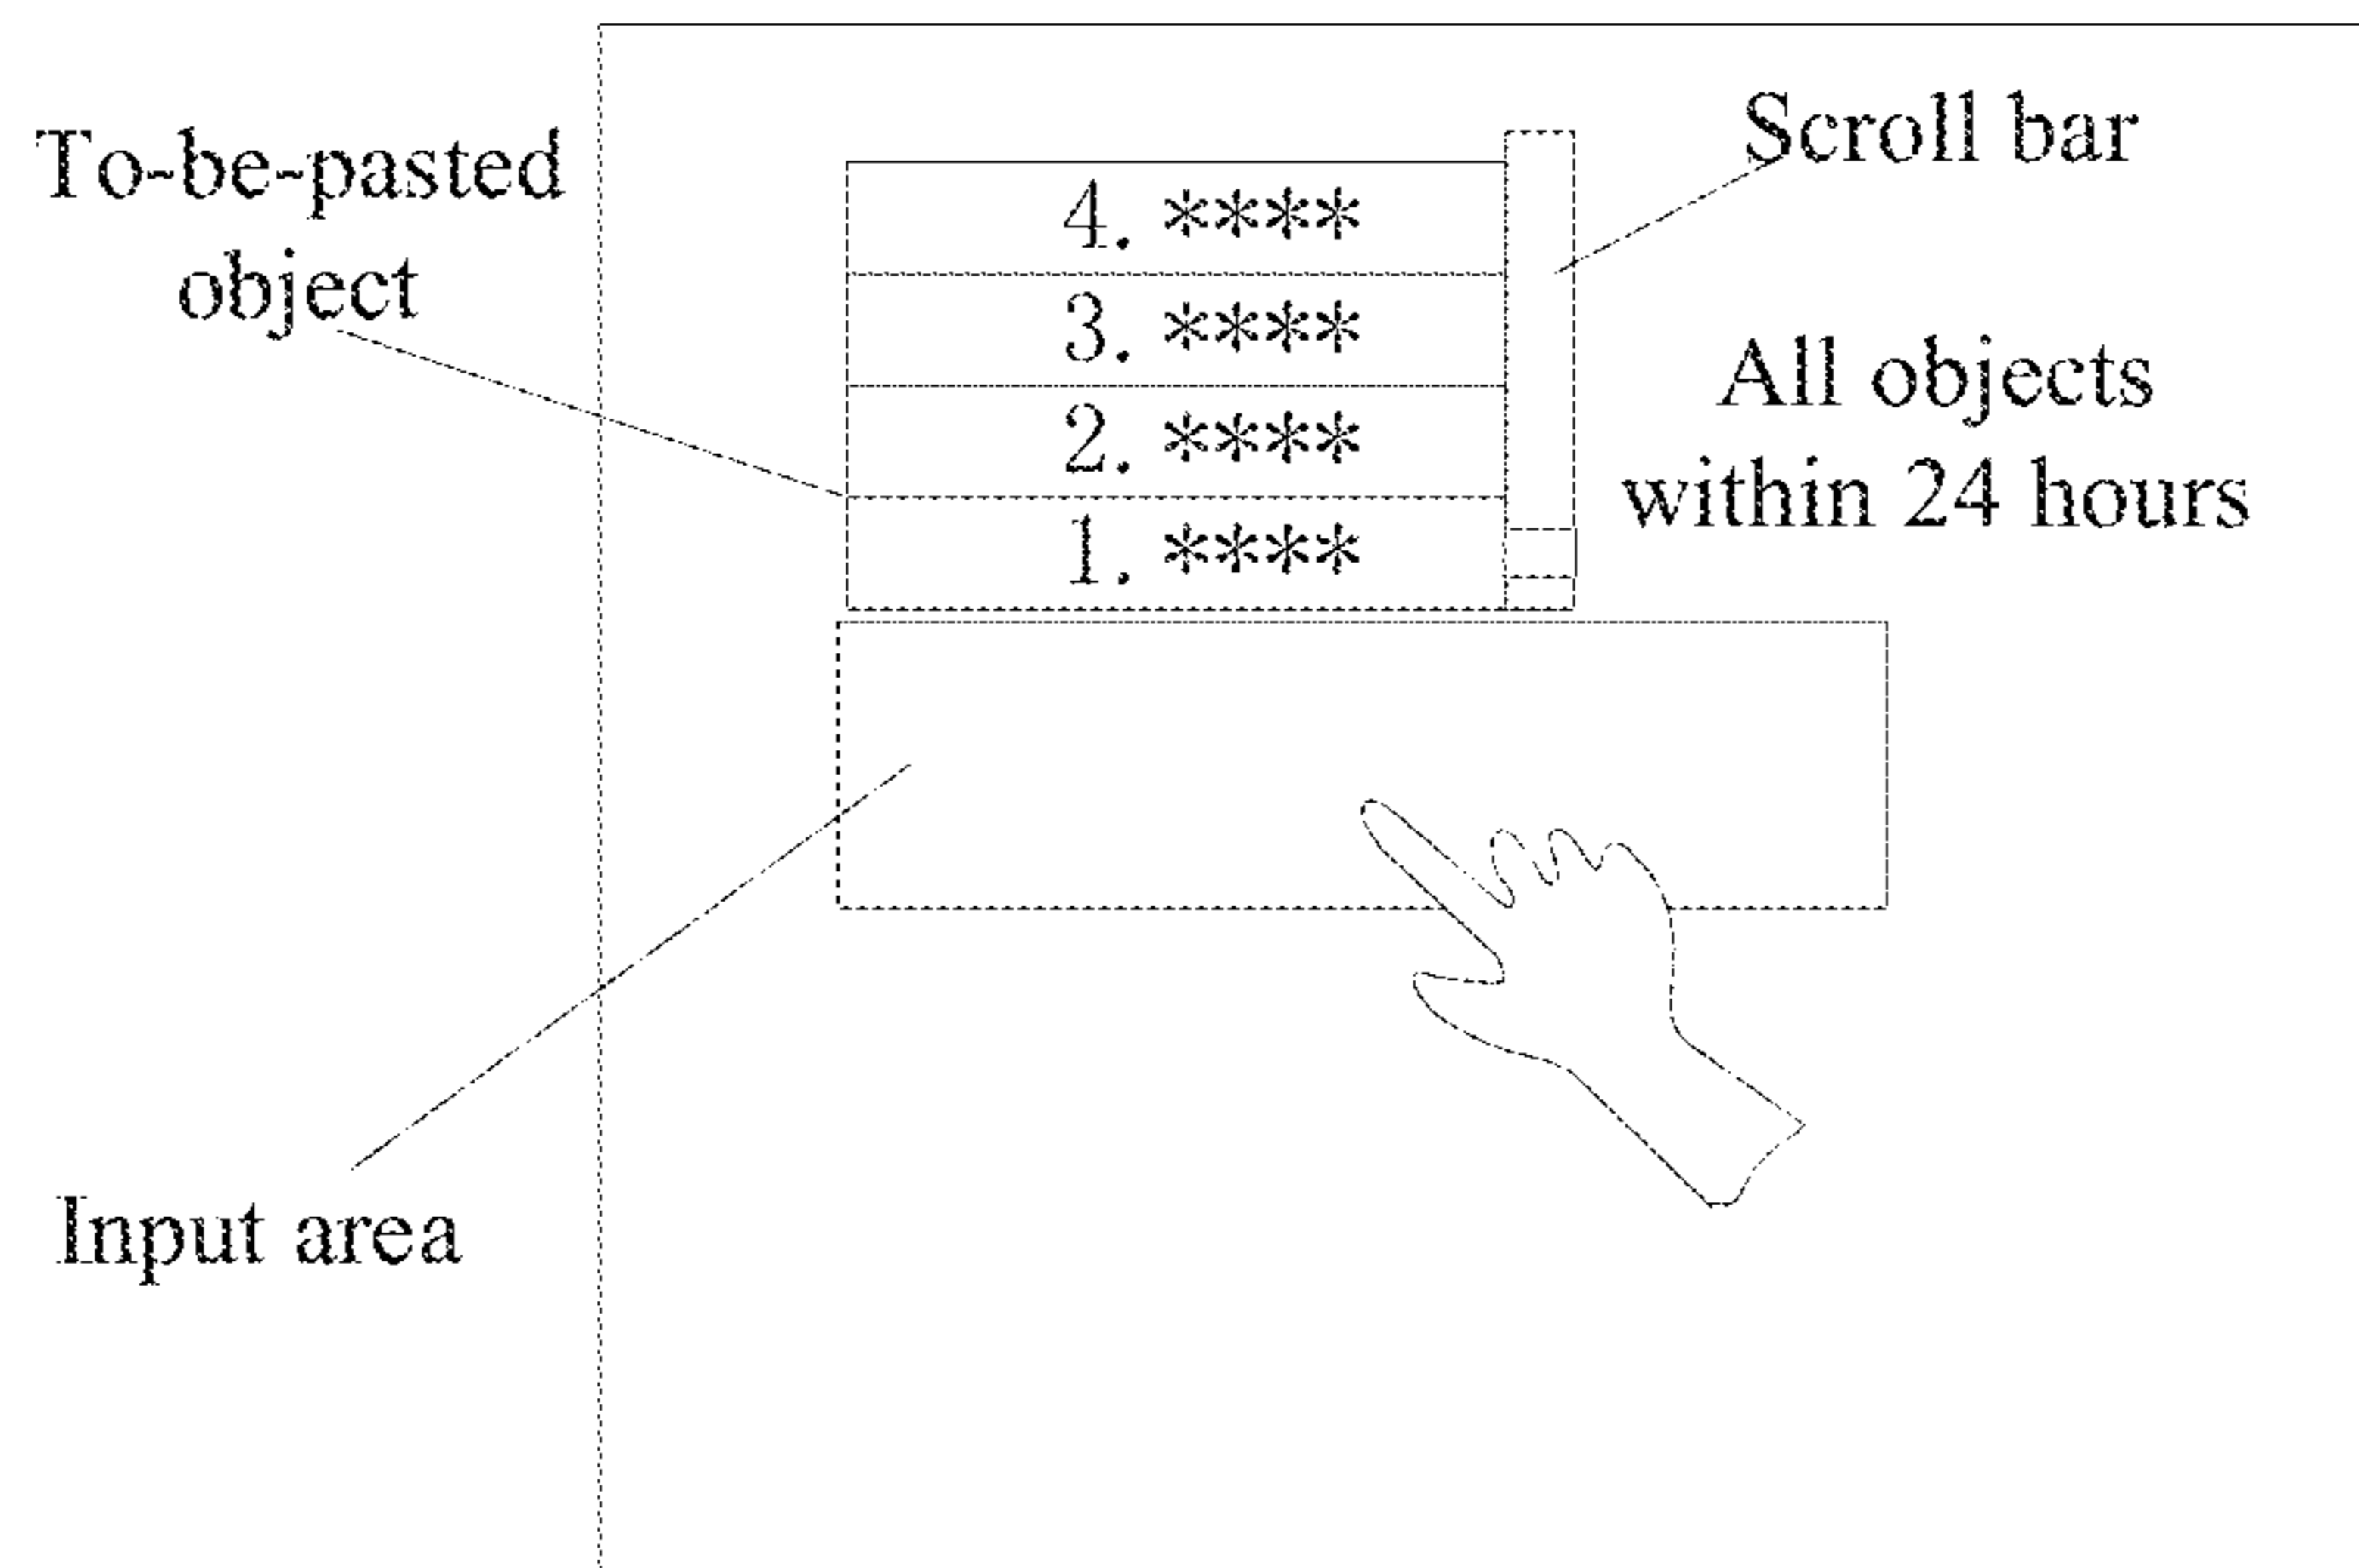 To-be-pasted
object
Scroll bar
4. ****
3. ****
2. ****
1. ****
All objects
within 24 hours
Input area